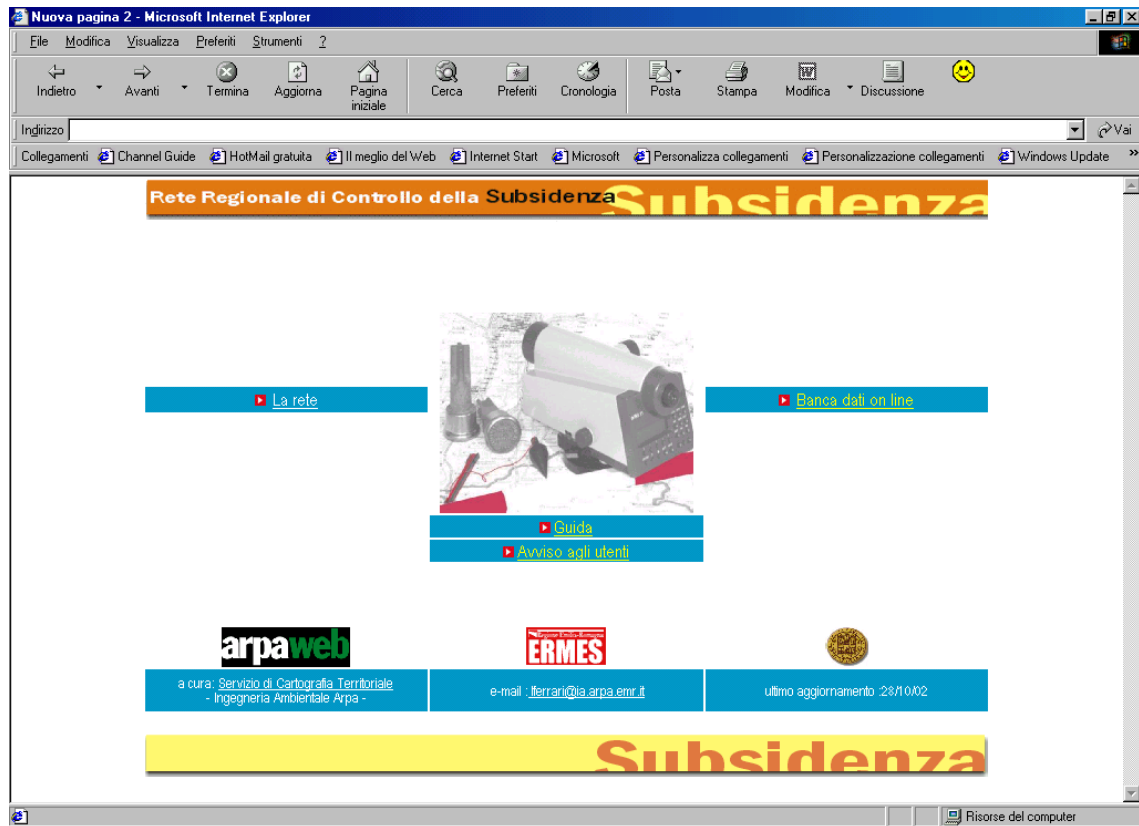 Nuova pagina 2 - Microsoft Internet Explorer
File Modifica Visualizza Preferiti Strumenti ?
Indietro Avanti Termina Aggiorna Pagina iniziale Cerca Preferiti Cronologia Posta Stampa Modifica Discussione
Indirizzo Vai
Collegamenti Channel Guide HotMail gratuita Il meglio del Web Internet Start Microsoft Personalizza collegamenti Personalizzazione collegamenti Windows Update »
Rete Regionale di Controllo della Subsidenza Subsidenza
La rete
Banca dati on line
Guida
Avviso agli utenti
arpaweb
Regione Emilia-Romagna
ERMES
a cura: Servizio di Cartografia Territoriale
- Ingegneria Ambientale Arpa -
e-mail : lferrari@ia.arpa.emr.it
ultimo aggiornamento :28/10/02
Subsidenza
Risorse del computer